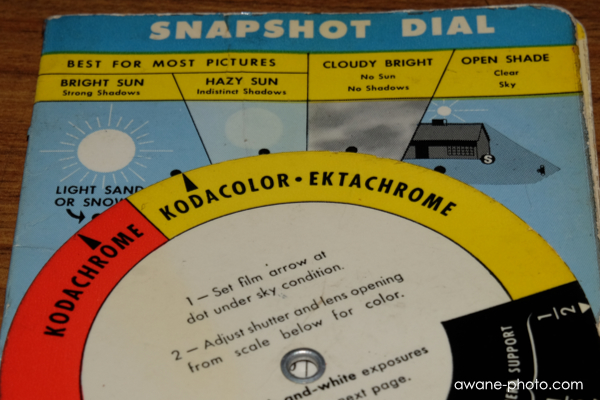 SNAPSHOT DIAL
BEST FOR MOST PICTURES
BRIGHT SUN
Strong Shadows
HAZY SUN
Indistinct Shadows
CLOUDY BRIGHT
No Sun
No Shadows
OPEN SHADE
Clear
Sky
S
LIGHT SAND
OR SNOW
KODACHROME
KODACOLOR • EKTACHROME
1 — Set film arrow at
dot under sky condition.
2 — Adjust shutter and lens opening
from scale below for color.
and-white exposures
next page.
SUPPORT
1/2
awane-photo.com